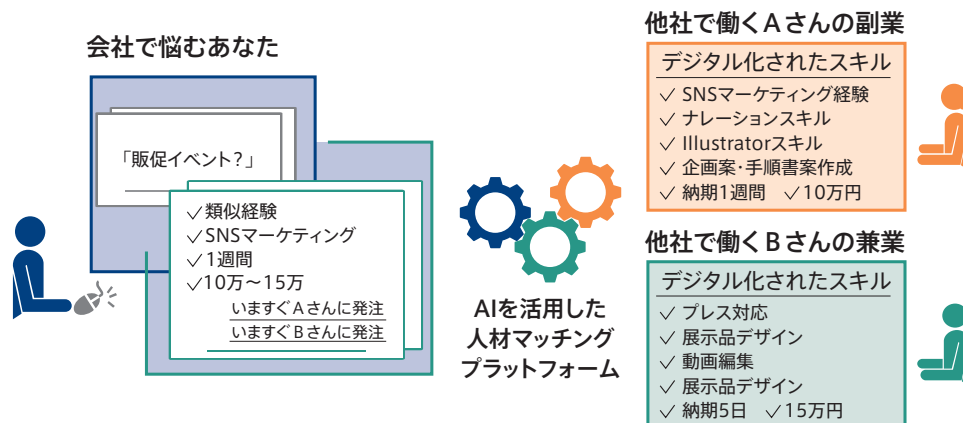 会社で悩むあなた
「販促イベント?」
✓類似経験
✓SNSマーケティング
✓1週間
✓10万～15万
いますぐAさんに発注
いますぐBさんに発注
AIを活用した
人材マッチング
プラットフォーム
他社で働くAさんの副業
デジタル化されたスキル
✓ SNSマーケティング経験
✓ ナレーションスキル
✓ Illustratorスキル
✓ 企画案・手順書案作成
✓ 納期1週間 ✓10万円
他社で働くBさんの兼業
デジタル化されたスキル
✓ プレス対応
✓ 展示品デザイン
✓ 動画編集
✓ 展示品デザイン
✓ 納期5日 ✓15万円